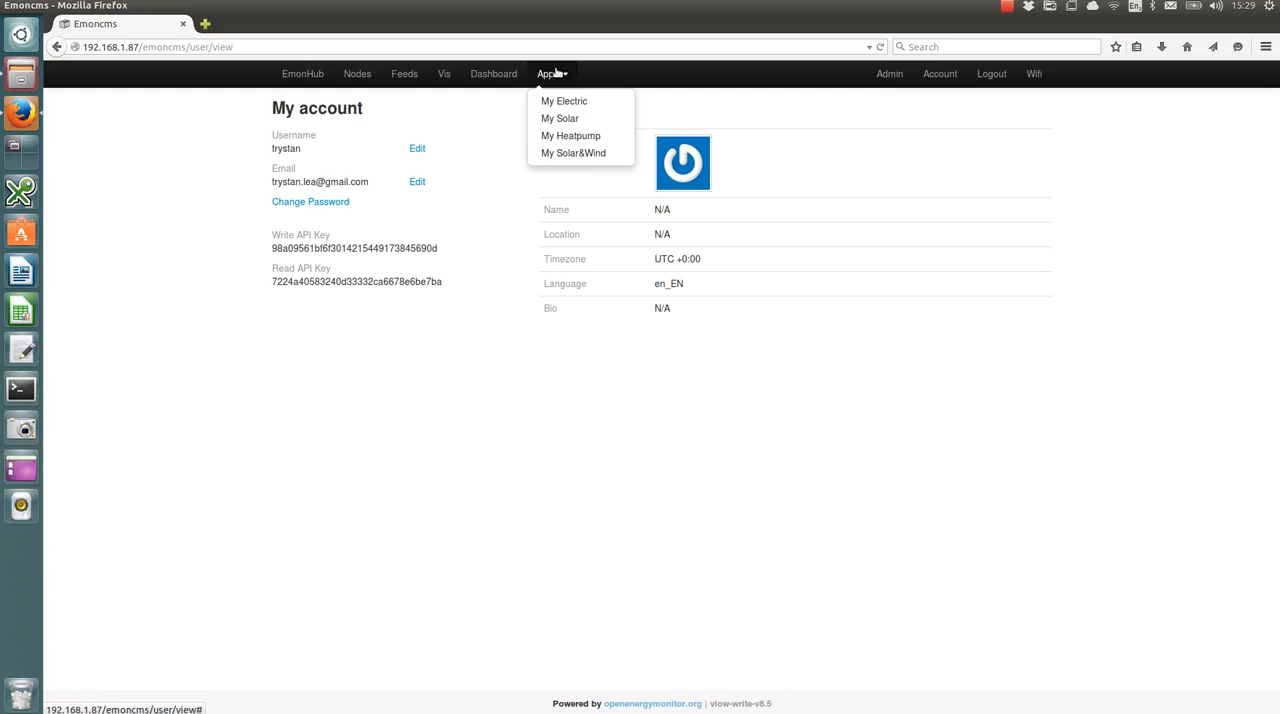 Emoncms - Mozilla Firefox
En
15:29
Emoncms
192.168.1.87/emoncms/user/view
Search
EmonHub Nodes Feeds Vis Dashboard Apps Admin Account Logout Wifi
My Electric
My Solar
My Heatpump
My Solar&Wind
My account
Username
trystan Edit
Email
trystan.lea@gmail.com Edit
Change Password
Write API Key
98a09561bf6f3014215449173845690d
Read API Key
7224a40583240d33332ca6678e6be7ba
Name N/A
Location N/A
Timezone UTC +0:00
Language en_EN
Bio N/A
Powered by openenergymonitor.org | vlow-write-v8.5
192.168.1.87/emoncms/user/view#